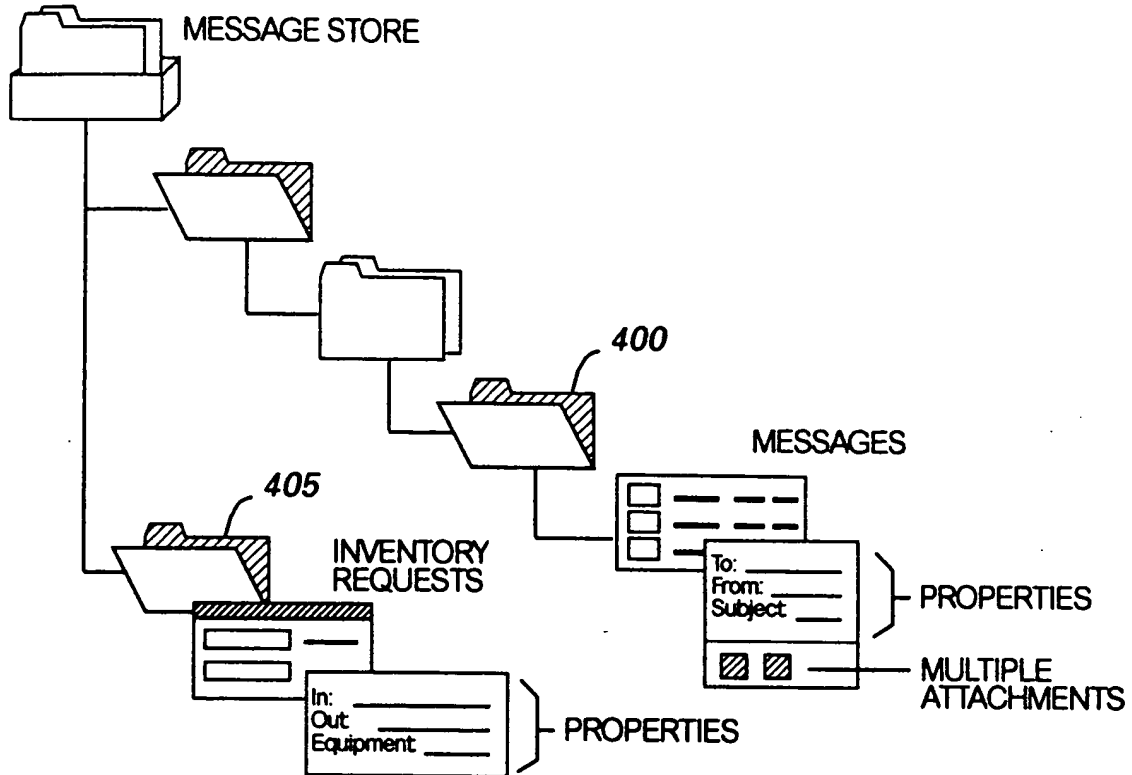 MESSAGE STORE
400
MESSAGES
405
INVENTORY
REQUESTS
To:
From:
Subject
PROPERTIES
MULTIPLE
ATTACHMENTS
In:
Out
Equipment
PROPERTIES